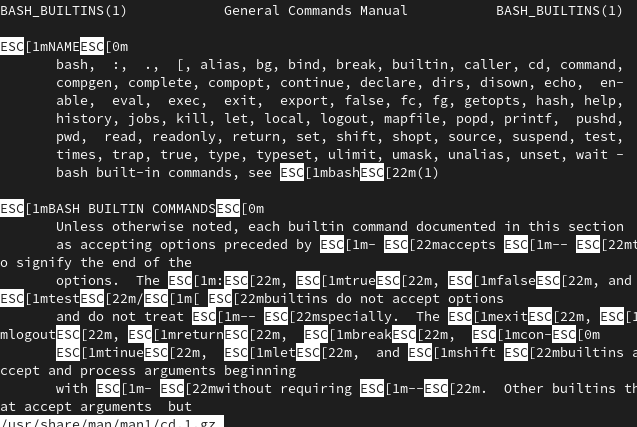 BASH_BUILTINS(1) General Commands Manual BASH_BUILTINS(1)
ESC[1mNAMEESC[0m
bash, :, ., [, alias, bg, bind, break, builtin, caller, cd, command,
compgen, complete, compopt, continue, declare, dirs, disown, echo, en-
able, eval, exec, exit, export, false, fc, fg, getopts, hash, help,
history, jobs, kill, let, local, logout, mapfile, popd, printf, pushd,
pwd, read, readonly, return, set, shift, shopt, source, suspend, test,
times, trap, true, type, typeset, ulimit, umask, unalias, unset, wait -
bash built-in commands, see ESC[1mbashESC[22m(1)
ESC[1mBASH BUILTIN COMMANDSESC[0m
Unless otherwise noted, each builtin command documented in this section
as accepting options preceded by ESC[1m- ESC[22maccepts ESC[1m-- ESC[22mt
o signify the end of the
options. The ESC[1m:ESC[22m, ESC[1mtrueESC[22m, ESC[1mfalseESC[22m, and
ESC[1mtestESC[22m/ESC[1m[ ESC[22mbuiltins do not accept options
and do not treat ESC[1m-- ESC[22mspecially. The ESC[1mexitESC[22m, ESC[1
mlogoutESC[22m, ESC[1mreturnESC[22m, ESC[1mbreakESC[22m, ESC[1mcon-ESC[0m
ESC[1mtinueESC[22m, ESC[1mletESC[22m, and ESC[1mshift ESC[22mbuiltins a
ccept and process arguments beginning
with ESC[1m- ESC[22mwithout requiring ESC[1m--ESC[22m. Other builtins th
at accept arguments but
/usr/share/man/man1/cd.1.gz